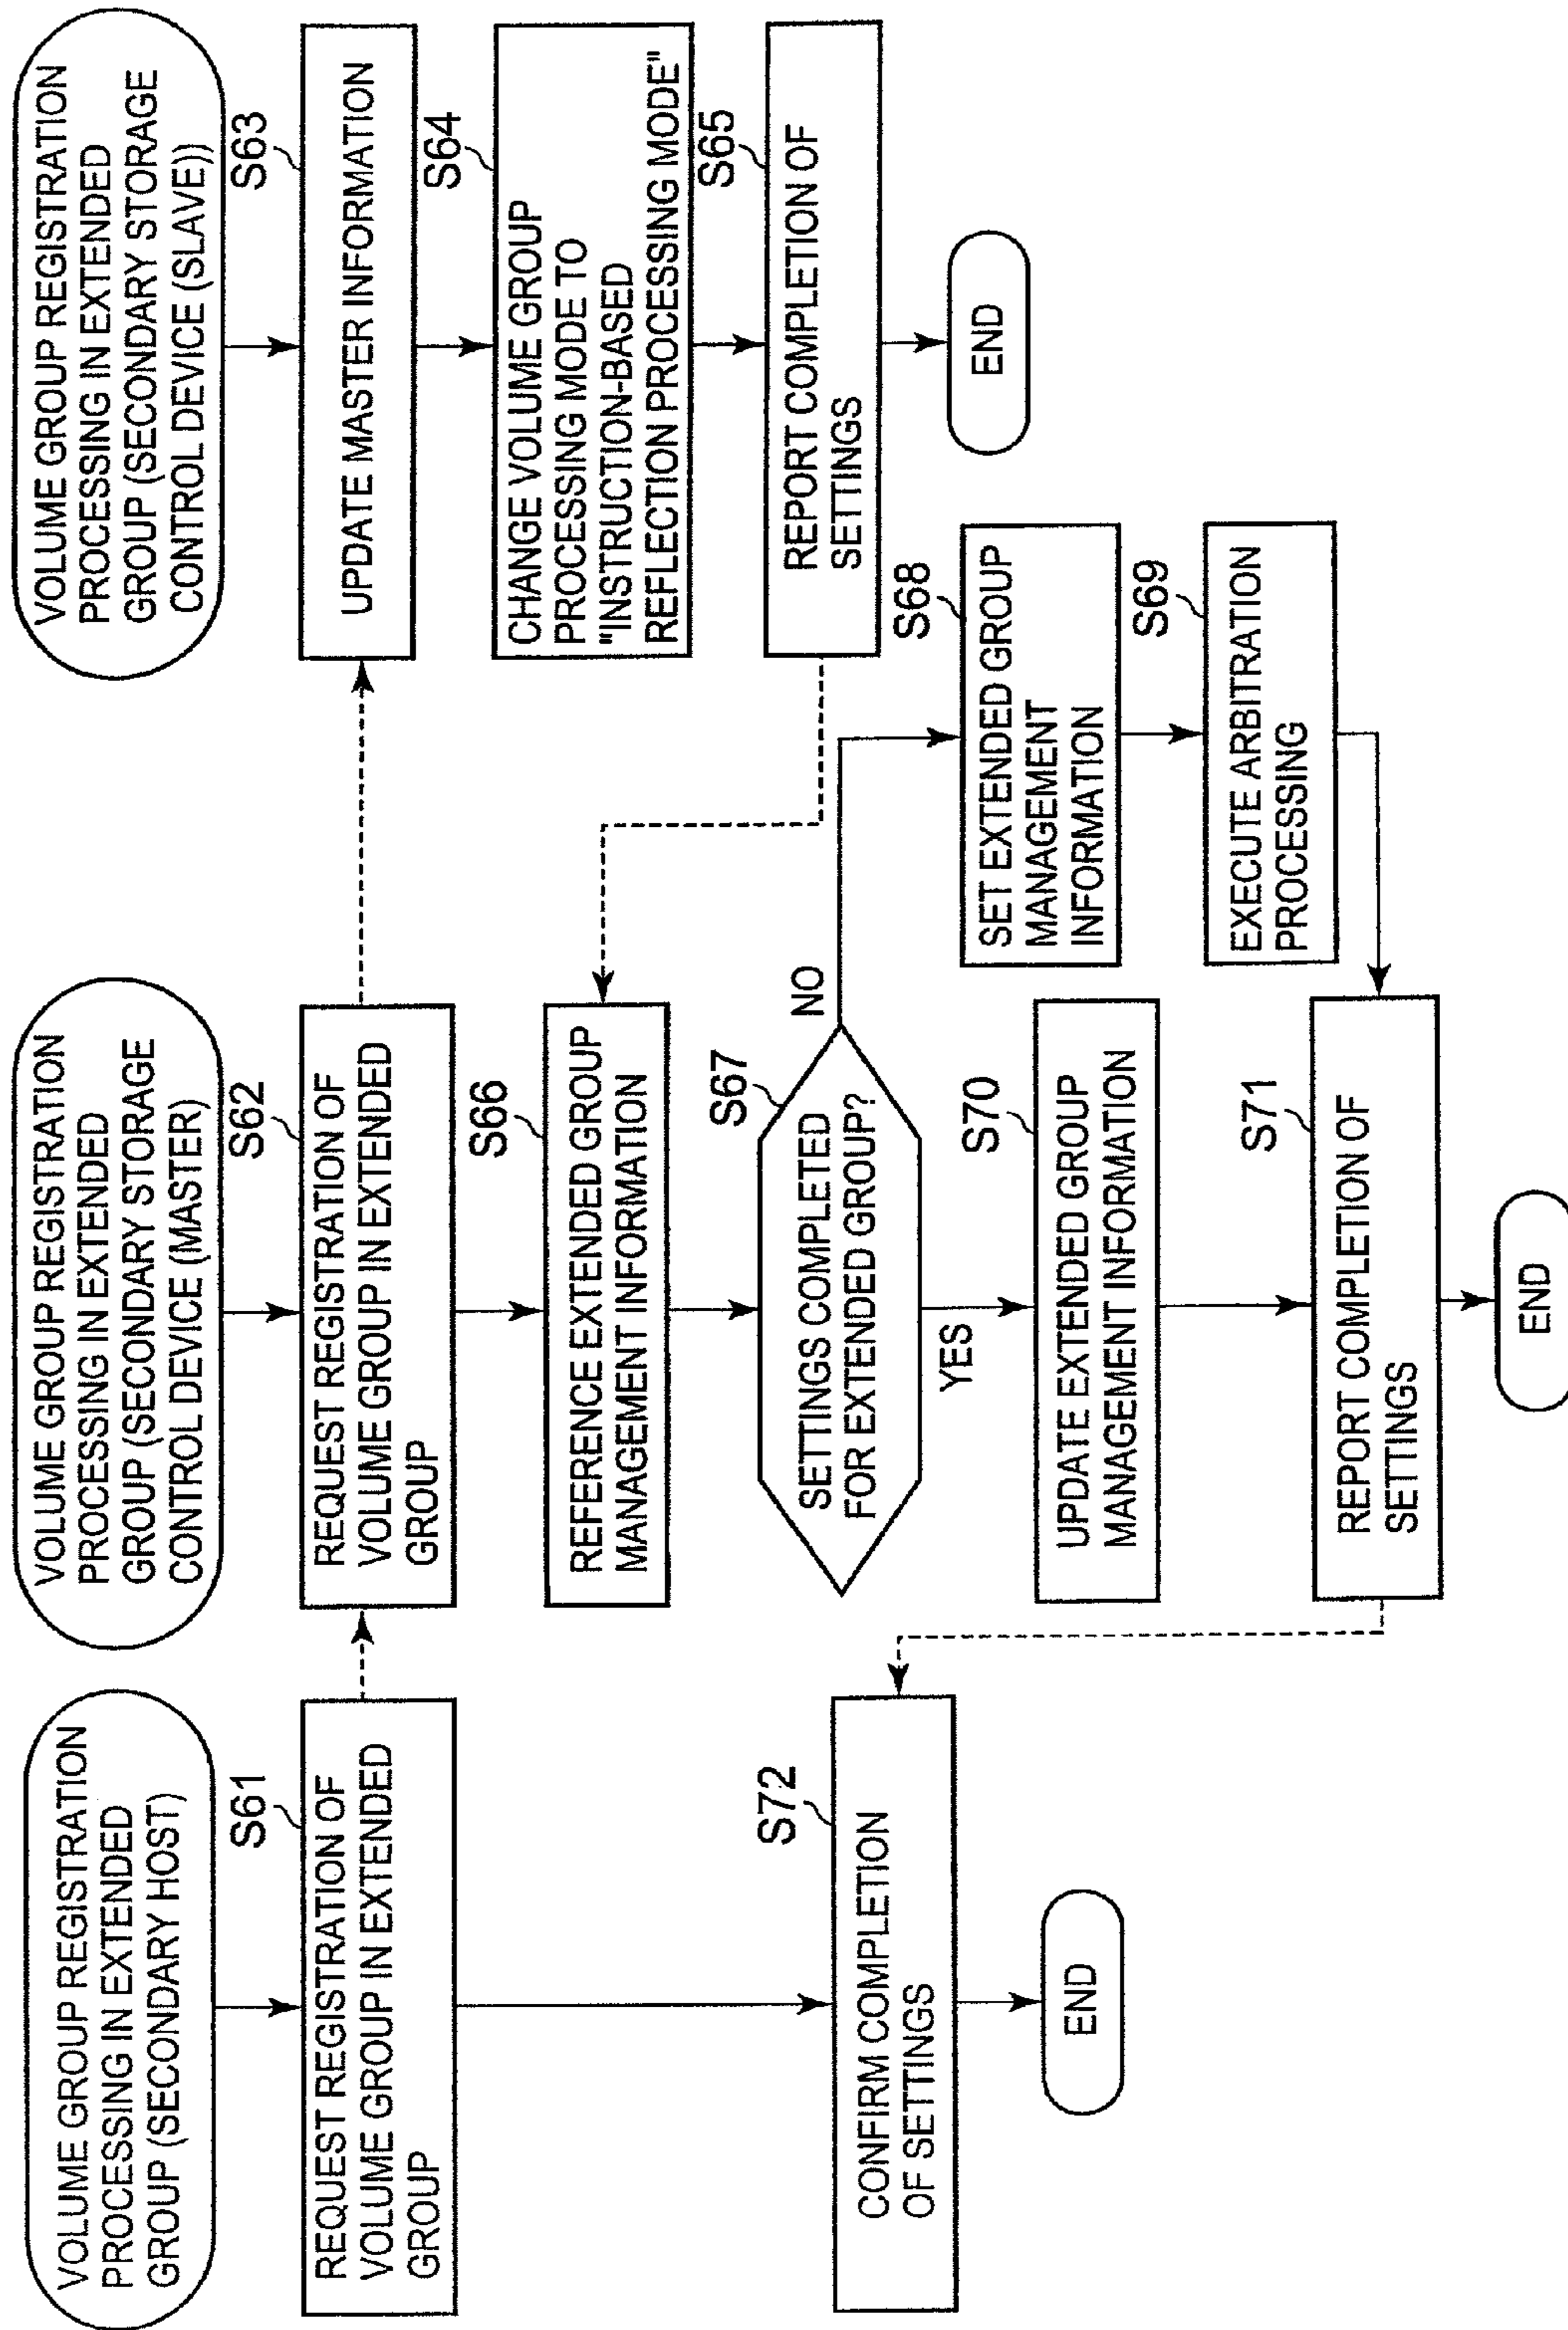 VOLUME GROUP REGISTRATION
PROCESSING IN EXTENDED
GROUP (SECONDARY HOST)
S61
REQUEST REGISTRATION OF
VOLUME GROUP IN EXTENDED
GROUP
S72
CONFIRM COMPLETION
OF SETTINGS
END
VOLUME GROUP REGISTRATION
PROCESSING IN EXTENDED
GROUP (SECONDARY STORAGE
CONTROL DEVICE (MASTER)
S62
REQUEST REGISTRATION OF
VOLUME GROUP IN EXTENDED
GROUP
S66
REFERENCE EXTENDED GROUP
MANAGEMENT INFORMATION
S67
SETTINGS COMPLETED
FOR EXTENDED GROUP?
NO
YES
S70
UPDATE EXTENDED GROUP
MANAGEMENT INFORMATION
S71
REPORT COMPLETION OF
SETTINGS
END
VOLUME GROUP REGISTRATION
PROCESSING IN EXTENDED
GROUP (SECONDARY STORAGE
CONTROL DEVICE (SLAVE))
S63
UPDATE MASTER INFORMATION
S64
CHANGE VOLUME GROUP
PROCESSING MODE TO
"INSTRUCTION-BASED
REFLECTION PROCESSING MODE"
S65
REPORT COMPLETION OF
SETTINGS
END
S68
SET EXTENDED GROUP
MANAGEMENT
INFORMATION
S69
EXECUTE ARBITRATION
PROCESSING